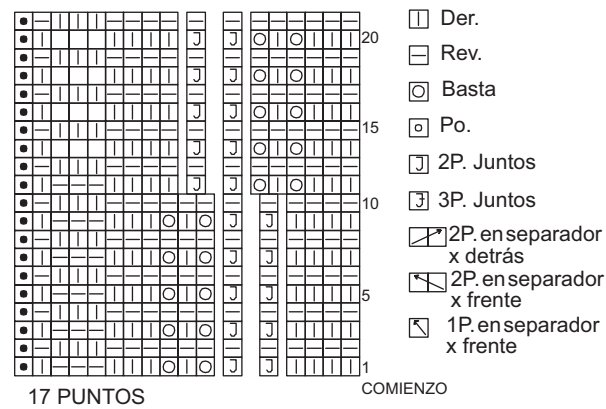 20
15
10
5
1
COMIENZO
17 PUNTOS
Der.
Rev.
Basta
Po.
2P. Juntos
3P. Juntos
2P. en separador
x detrás
2P. en separador
x frente
1P. en separador
x frente